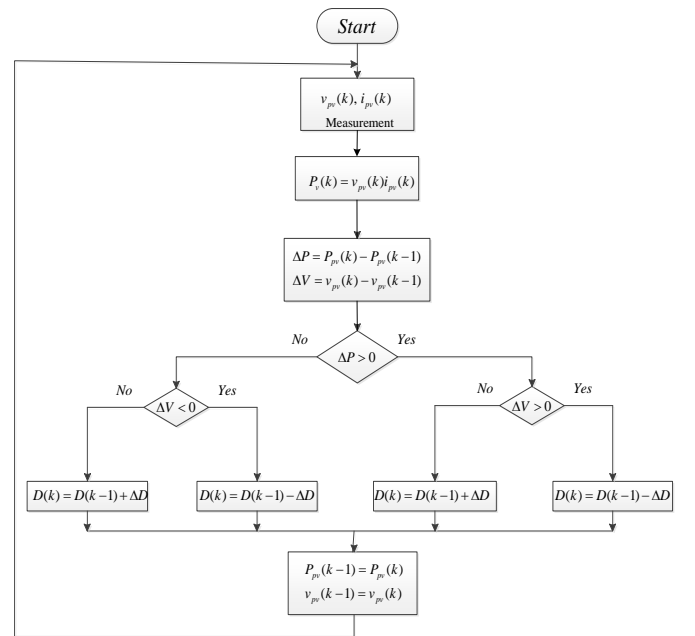 Start
v_pv(k), i_pv(k)
Measurement
P_v(k) = v_pv(k)i_pv(k)
ΔP = P_pv(k) − P_pv(k−1)
ΔV = v_pv(k) − v_pv(k−1)
No
ΔP > 0
Yes
No
ΔV < 0
Yes
No
ΔV > 0
Yes
D(k) = D(k−1) + ΔD
D(k) = D(k−1) − ΔD
D(k) = D(k−1) + ΔD
D(k) = D(k−1) − ΔD
P_pv(k−1) = P_pv(k)
v_pv(k−1) = v_pv(k)